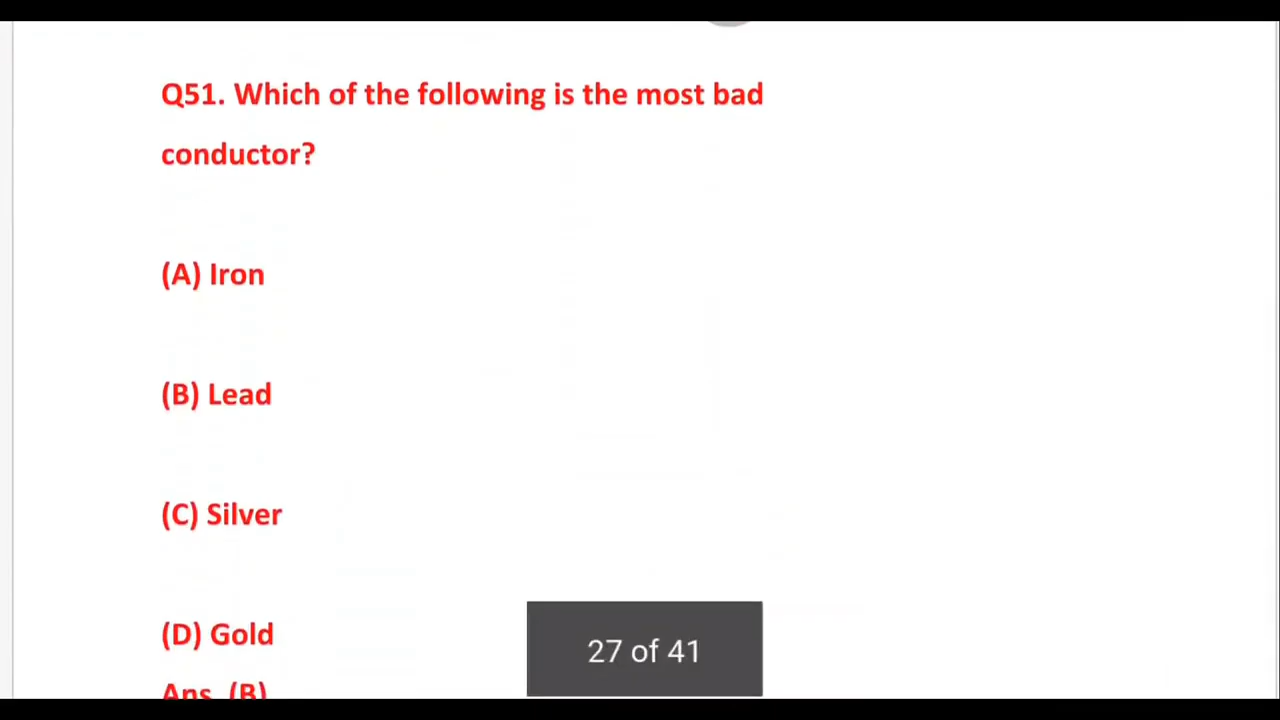 Q51. Which of the following is the most bad
conductor?
(A) Iron
(B) Lead
(C) Silver
(D) Gold
Ans. (B)
27 of 41